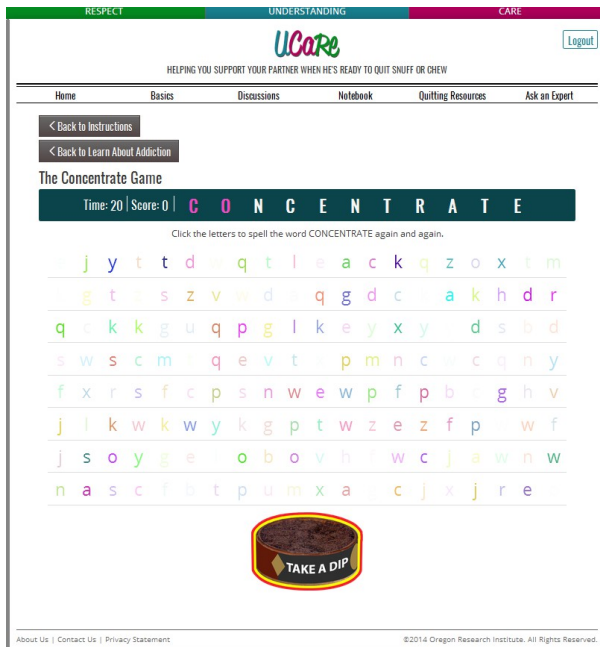 RESPECT UNDERSTANDING CARE
UCaRe
Logout
HELPING YOU SUPPORT YOUR PARTNER WHEN HE'S READY TO QUIT SNUFF OR CHEW
Home Basics Discussions Notebook Quitting Resources Ask an Expert
< Back to Instructions
< Back to Learn About Addiction
The Concentrate Game
Time: 20 | Score: 0 | C O N C E N T R A T E
Click the letters to spell the word CONCENTRATE again and again.
j y t t d q t l e a c k q z o x t m
g t s z v d q g d c a k h d r
q c k k g u q p g l k e y x y d s b d
s w s c m q e v t p m n c c q n y
f x r s f c p s n w e w p f p b g h v
j l k w k w y k g p t w z e z f p w f
j s o y g e o b o v h f w c j a w n w
n a s c f b t p u m x a c j x j r e
TAKE A DIP
About Us | Contact Us | Privacy Statement
©2014 Oregon Research Institute. All Rights Reserved.